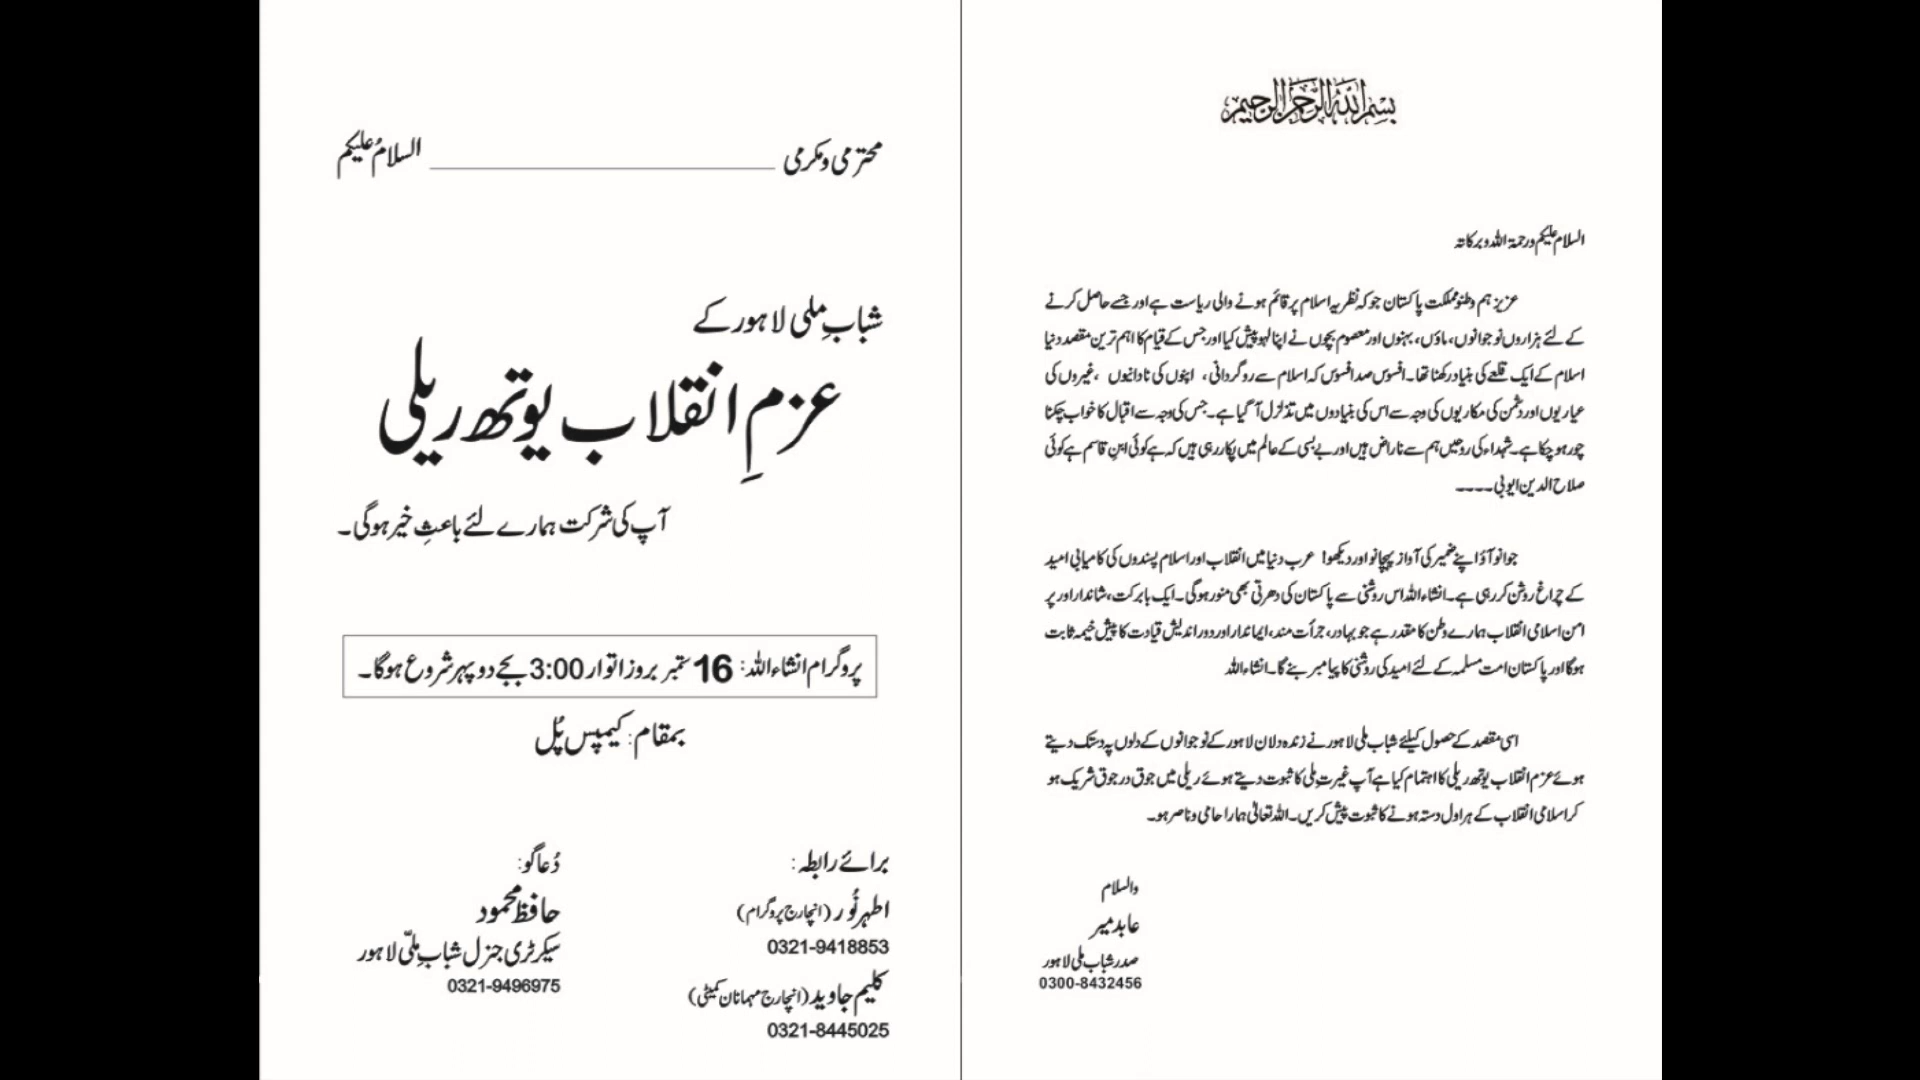 بسم اللہ الرحمن الرحیم
السلام علیکم ورحمۃ اللہ وبرکاتہ
عزیز ہم وطنو مملکت پاکستان جو کہ نظریہ اسلام پر قائم ہونے والی ریاست ہے اور جسے حاصل کرنے
کے لئے ہزاروں نوجوانوں، ماؤں، بہنوں اور معصوم بچوں نے اپنا لہو پیش کیا اور جس کے قیام کا اہم ترین مقصد دنیا
اسلام کے ایک قلعے کی بنیاد رکھنا تھا۔ افسوس صد افسوس کہ اسلام سے روگردانی، اپنوں کی نادانیوں ، غیروں کی
عیاریوں اور دشمن کی مکاریوں کی وجہ سے اس کی بنیادوں میں تذلزل آ گیا ہے۔ جس کی وجہ سے اقبال کا خواب چکنا
چور ہو چکا ہے۔ شہداء کی روحیں ہم سے ناراض ہیں اور بے بسی کے عالم میں پکار رہی ہیں کہ ہے کوئی ابنِ قاسم ہے کوئی
صلاح الدین ایوبی ۔۔۔۔
جوانو آؤ اپنے ضمیر کی آواز پہچانو اور دیکھو! عرب دنیا میں انقلاب اور اسلام پسندوں کی کامیابی امید
کے چراغ روشن کر رہی ہے۔ انشاء اللہ اس روشنی سے پاکستان کی دھرتی بھی منور ہوگی۔ ایک بابرکت، شاندار اور پر
امن اسلامی انقلاب ہمارے وطن کا مقدر ہے جو بہادر، جرأت مند، ایماندار اور دور اندیش قیادت کا پیش خیمہ ثابت
ہوگا اور پاکستان امت مسلمہ کے لئے امید کی روشنی کا پیامبر بنے گا۔ انشاء اللہ
اسی مقصد کے حصول کیلئے شباب ملی لاہور نے زندہ دلان لاہور کے نوجوانوں کے دلوں پہ دستک دیتے
ہوئے عزم انقلاب یوتھ ریلی کا اہتمام کیا ہے آپ غیرتِ ملی کا ثبوت دیتے ہوئے ریلی میں جوق در جوق شریک ہو
کر اسلامی انقلاب کے ہراول دستہ ہونے کا ثبوت پیش کریں۔ اللہ تعالیٰ ہمارا حامی و ناصر ہو۔
والسلام
عابد میر
صدر شباب ملی لاہور
0300-8432456
محترمی و مکرمی ______________ السلامُ علیکم
شبابِ ملی لاہور کے
عزمِ انقلاب یوتھ ریلی
آپ کی شرکت ہمارے لئے باعثِ خیر ہوگی ۔
پروگرام انشاء اللہ: 16 ستمبر بروز اتوار 3:00 بجے دوپہر شروع ہوگا ۔
بمقام: کیمپس پُل
برائے رابطہ :
اطہر نُور (انچارج پروگرام)
0321-9418853
کلیم جاوید (انچارج مہمانان کمیٹی)
0321-8445025
دُعا گو:
حافظ محمود
سیکرٹری جنرل شبابِ ملّی لاہور
0321-9496975